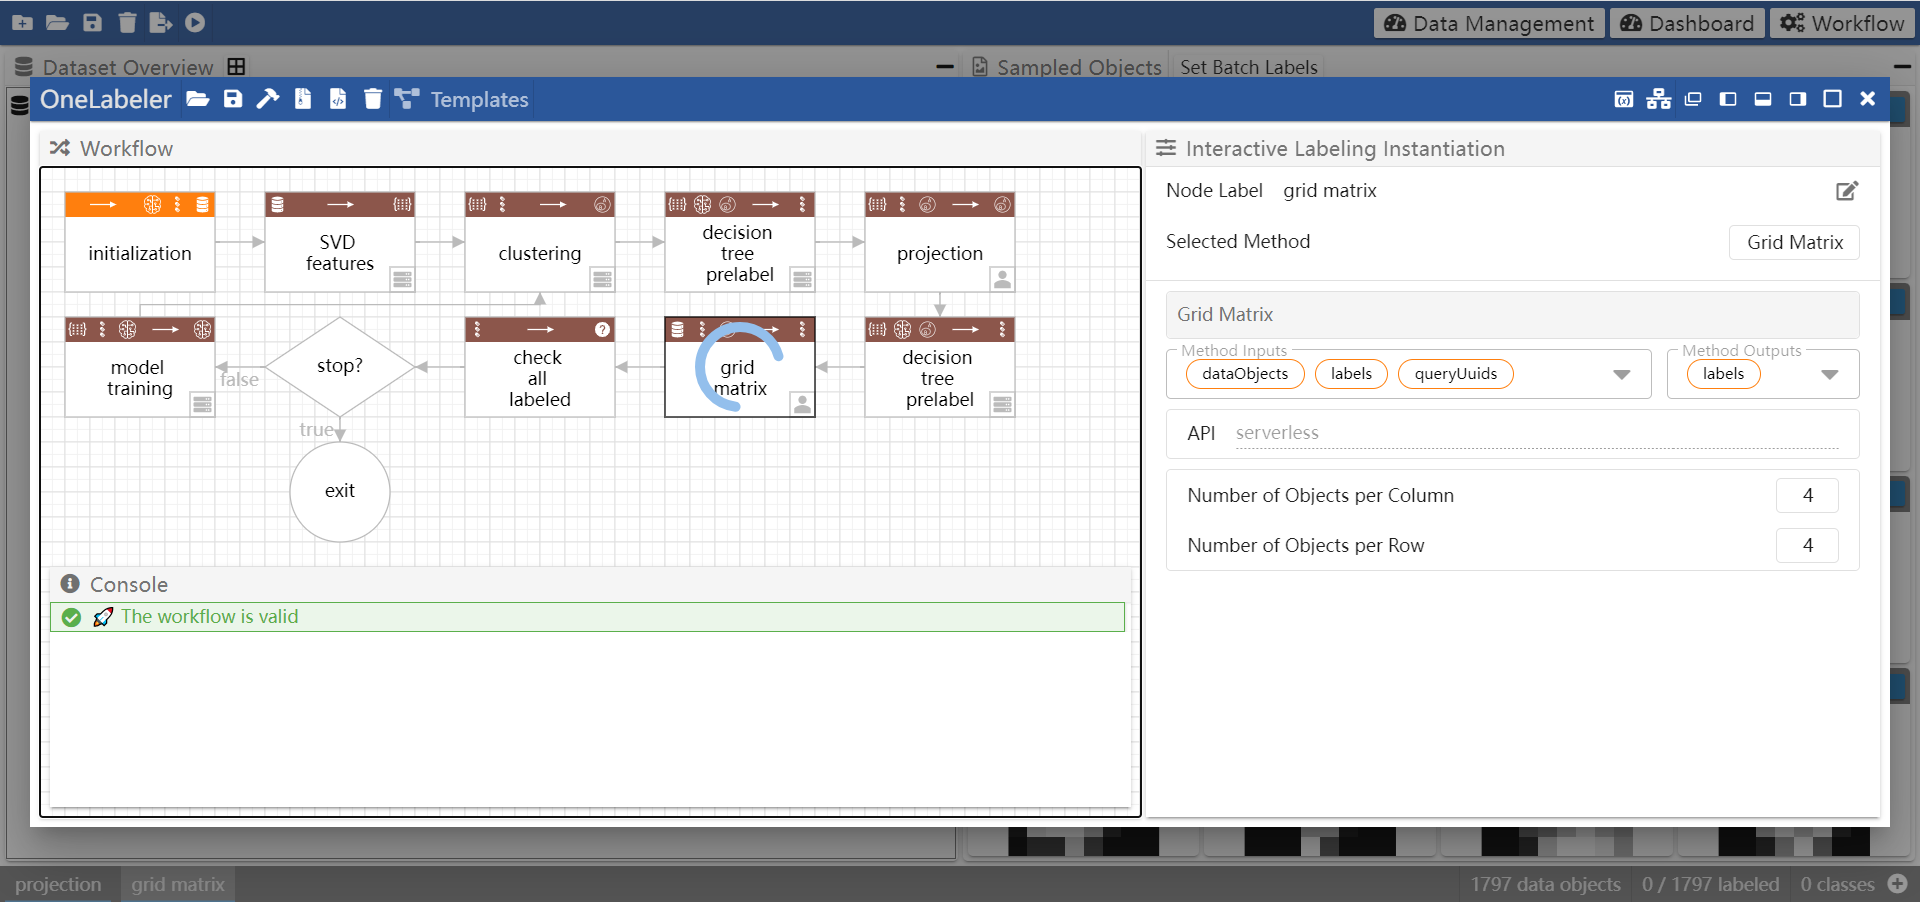 Data Management
Dashboard
Workflow
Dataset Overview
Sampled Objects
Set Batch Labels
OneLabeler
Templates
Workflow
initialization
SVD
features
clustering
decision
tree
prelabel
projection
model
training
false
stop?
true
exit
check
all
labeled
grid
matrix
decision
tree
prelabel
Console
The workflow is valid
Interactive Labeling Instantiation
Node Label grid matrix
Selected Method Grid Matrix
Grid Matrix
Method Inputs
dataObjects labels queryUuids
Method Outputs
labels
API serverless
Number of Objects per Column 4
Number of Objects per Row 4
projection
grid matrix
1797 data objects
0 / 1797 labeled
0 classes